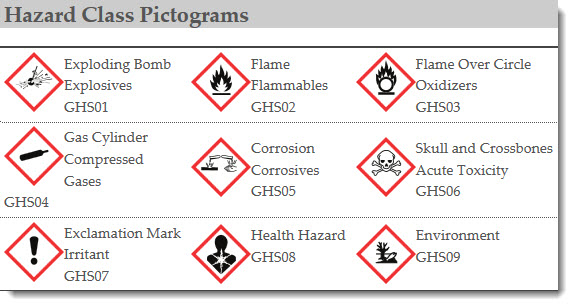 Hazard Class Pictograms
Exploding Bomb
Explosives
GHS01
Flame
Flammables
GHS02
Flame Over Circle
Oxidizers
GHS03
Gas Cylinder
Compressed
Gases
GHS04
Corrosion
Corrosives
GHS05
Skull and Crossbones
Acute Toxicity
GHS06
Exclamation Mark
Irritant
GHS07
Health Hazard
GHS08
Environment
GHS09